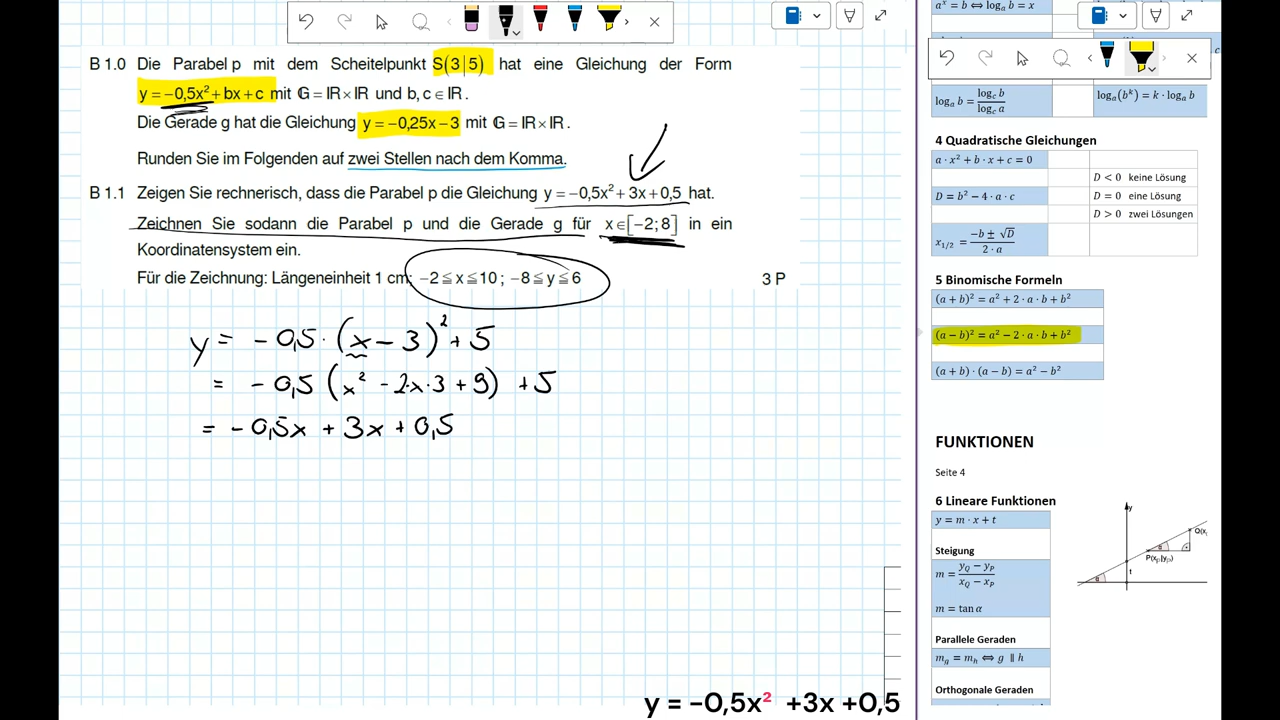 B 1.0 Die Parabel p mit dem Scheitelpunkt S(3|5) hat eine Gleichung der Form
y = −0,5x² + bx + c mit G = IR × IR und b, c ∈ IR.
Die Gerade g hat die Gleichung y = −0,25x − 3 mit G = IR × IR.
Runden Sie im Folgenden auf zwei Stellen nach dem Komma.
B 1.1 Zeigen Sie rechnerisch, dass die Parabel p die Gleichung y = −0,5x² + 3x + 0,5 hat.
Zeichnen Sie sodann die Parabel p und die Gerade g für x ∈ [−2; 8] in ein
Koordinatensystem ein.
Für die Zeichnung: Längeneinheit 1 cm; −2 ≦ x ≦ 10; −8 ≦ y ≦ 6
3 P
y = −0,5 · (x − 3)² + 5
= −0,5 (x² − 2x·3 + 9) + 5
= −0,5x + 3x + 0,5
y = −0,5x² +3x +0,5
aˣ = b ⇔ logₐ b = x
logₐ b = log_c b / log_c a
logₐ(bᵏ) = k · logₐ b
4 Quadratische Gleichungen
a · x² + b · x + c = 0
D < 0 keine Lösung
D = b² − 4 · a · c
D = 0 eine Lösung
D > 0 zwei Lösungen
x₁/₂ = (−b ± √D) / (2 · a)
5 Binomische Formeln
(a + b)² = a² + 2 · a · b + b²
(a − b)² = a² − 2 · a · b + b²
(a + b) · (a − b) = a² − b²
FUNKTIONEN
Seite 4
6 Lineare Funktionen
y = m · x + t
Steigung
m = (y_Q − y_P) / (x_Q − x_P)
m = tan α
Parallele Geraden
m_g = m_h ⇔ g ∥ h
Orthogonale Geraden
y
t